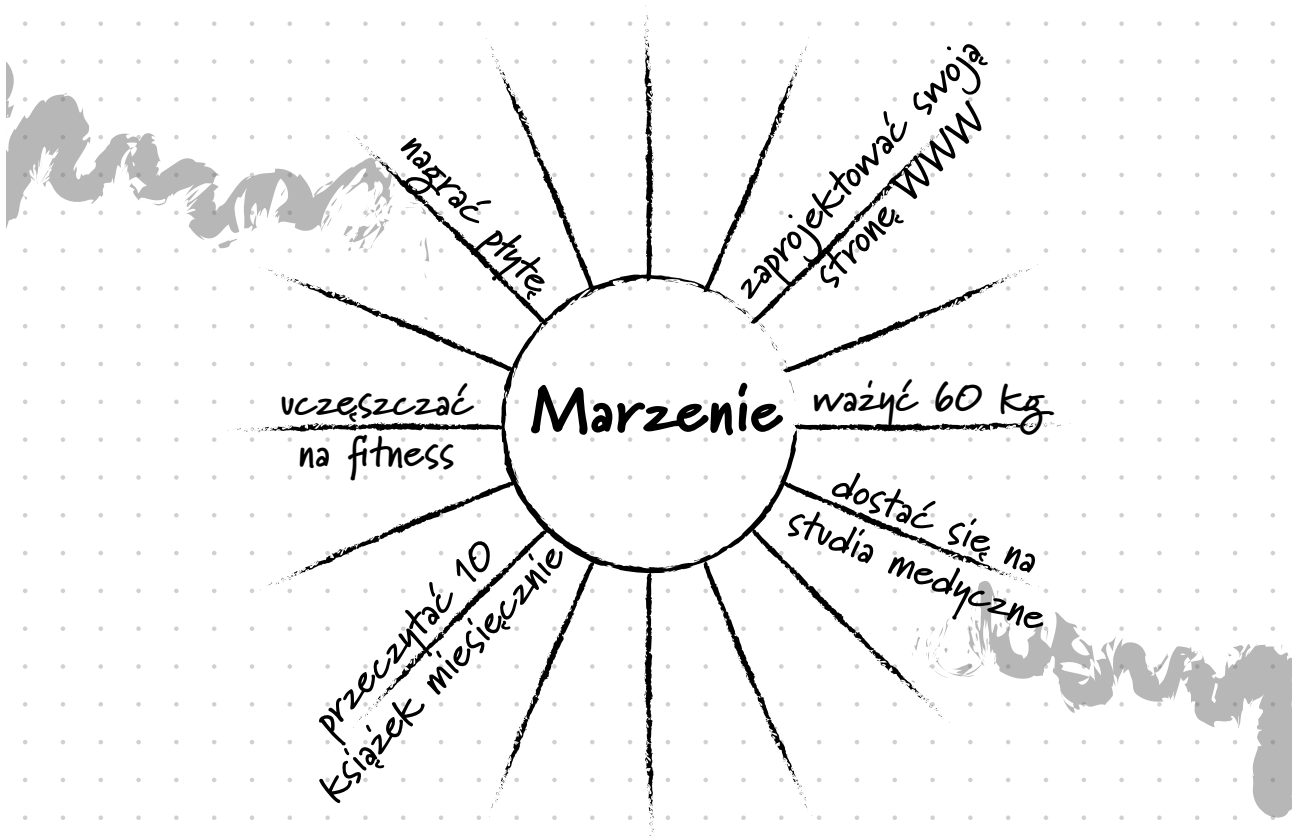 nagrać płytę
zaprojektować swoją
stronę WWW
uczęszczać
na fitness
Marzenie
ważyć 60 kg
dostać się na
studia medyczne
przeczytać 10
książek miesięcznie